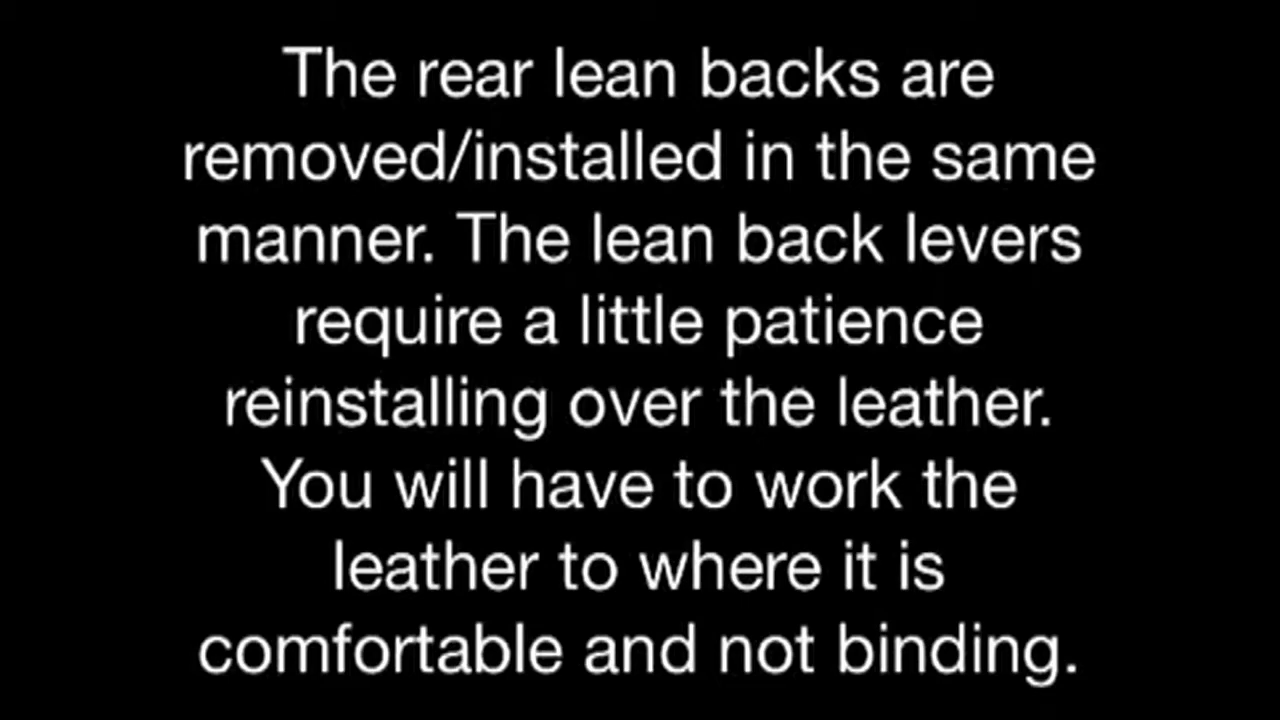 The rear lean backs are
removed/installed in the same
manner. The lean back levers
require a little patience
reinstalling over the leather.
You will have to work the
leather to where it is
comfortable and not binding.